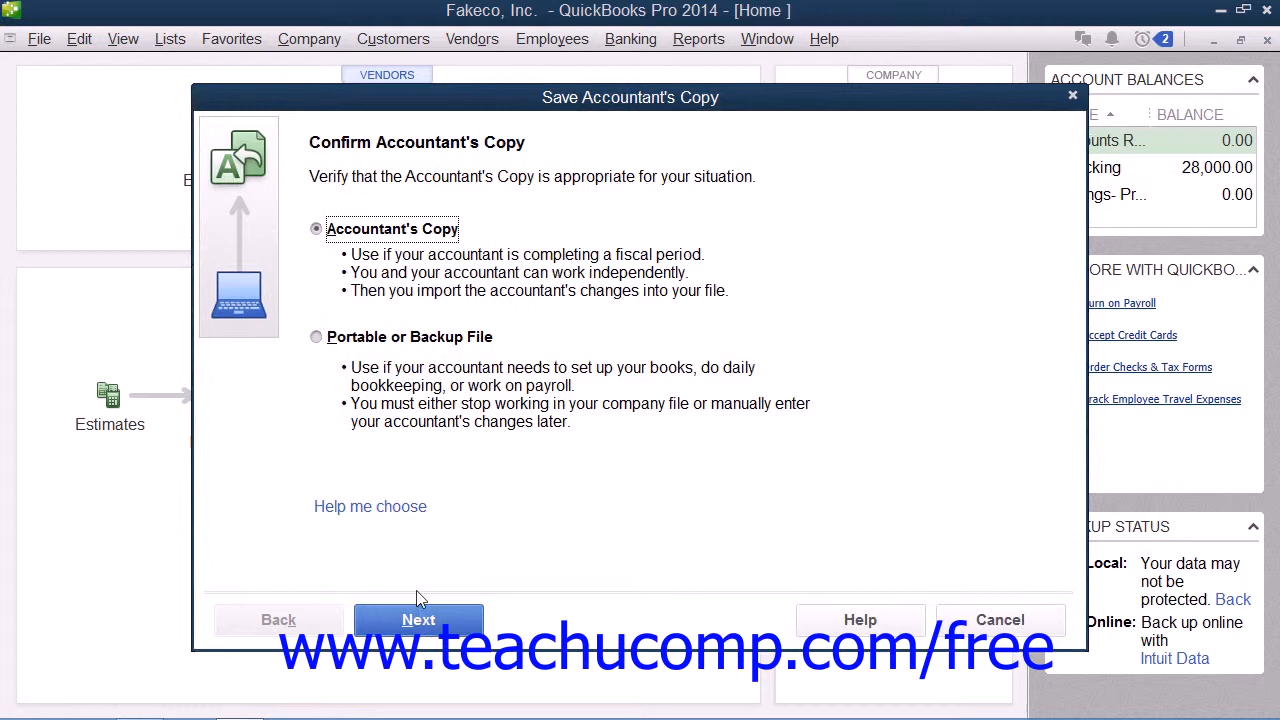 Fakeco, Inc. - QuickBooks Pro 2014 - [Home ]
File Edit View Lists Favorites Company Customers Vendors Employees Banking Reports Window Help
2
VENDORS
COMPANY
ACCOUNT BALANCES
E BALANCE
unts R... 0.00
cking 28,000.00
ngs- Pr... 0.00
Save Accountant's Copy
Confirm Accountant's Copy
Verify that the Accountant's Copy is appropriate for your situation.
Accountant's Copy
• Use if your accountant is completing a fiscal period.
• You and your accountant can work independently.
• Then you import the accountant's changes into your file.
Portable or Backup File
• Use if your accountant needs to set up your books, do daily
bookkeeping, or work on payroll.
• You must either stop working in your company file or manually enter
your accountant's changes later.
Help me choose
Back Next Help Cancel
E
Estimates
ORE WITH QUICKBO...
urn on Payroll
ccept Credit Cards
rder Checks & Tax Forms
rack Employee Travel Expenses
KUP STATUS
Local: Your data may
not be
protected. Back
Online: Back up online
with
Intuit Data
www.teachucomp.com/free